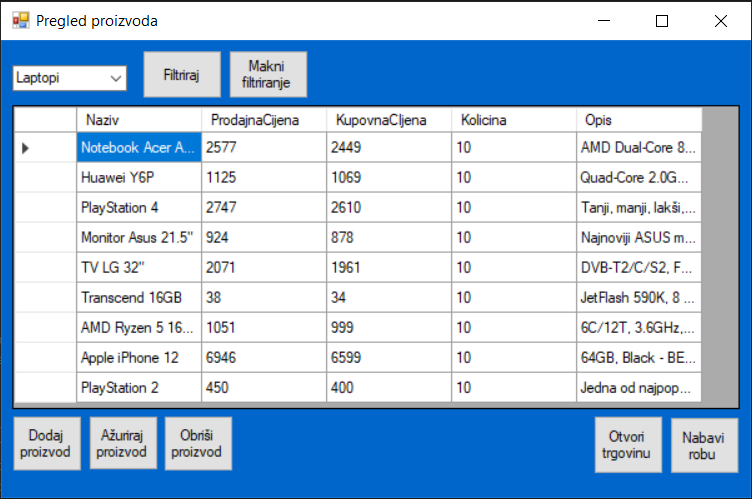 Pregled proizvoda
Laptopi
Filtriraj
Makni
filtriranje
Naziv ProdajnaCijena KupovnaCIjena Kolicina Opis
Notebook Acer A... 2577 2449 10 AMD Dual-Core 8...
Huawei Y6P 1125 1069 10 Quad-Core 2.0G...
PlayStation 4 2747 2610 10 Tanji, manji, lakši,...
Monitor Asus 21.5" 924 878 10 Najnoviji ASUS m...
TV LG 32" 2071 1961 10 DVB-T2/C/S2, F...
Transcend 16GB 38 34 10 JetFlash 590K, 8 ...
AMD Ryzen 5 16... 1051 999 10 6C/12T, 3.6GHz,...
Apple iPhone 12 6946 6599 10 64GB, Black - BE...
PlayStation 2 450 400 10 Jedna od najpop...
Dodaj
proizvod
Ažuriraj
proizvod
Obriši
proizvod
Otvori
trgovinu
Nabavi
robu